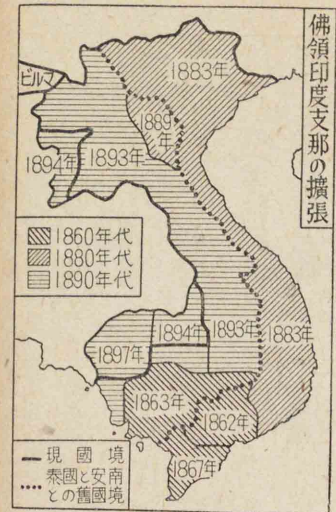 佛領印度支那の擴張
ビルマ
1883年
1889年
1894年
1893年
1860年代
1880年代
1890年代
1894年
1893年
1883年
1897年
1863年
1862年
1867年
現國境
泰國と安南
との舊國境